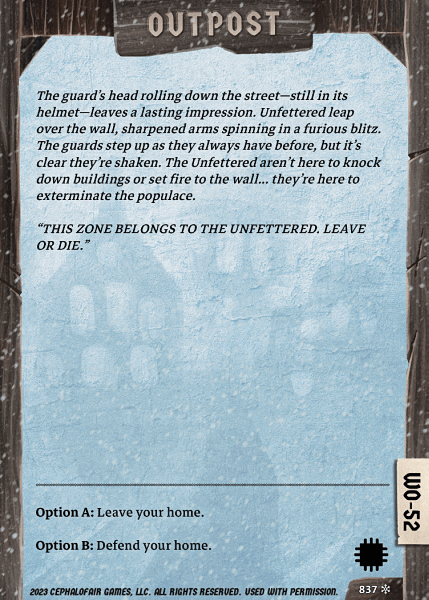 OUTPOST
The guard's head rolling down the street—still in its
helmet—leaves a lasting impression. Unfettered leap
over the wall, sharpened arms spinning in a furious blitz.
The guards step up as they always have before, but it's
clear they're shaken. The Unfettered aren't here to knock
down buildings or set fire to the wall... they're here to
exterminate the populace.
“THIS ZONE BELONGS TO THE UNFETTERED. LEAVE
OR DIE.”
Option A: Leave your home.
Option B: Defend your home.
WO-52
2023 CEPHALOFAIR GAMES, LLC. ALL RIGHTS RESERVED. USED WITH PERMISSION.
837